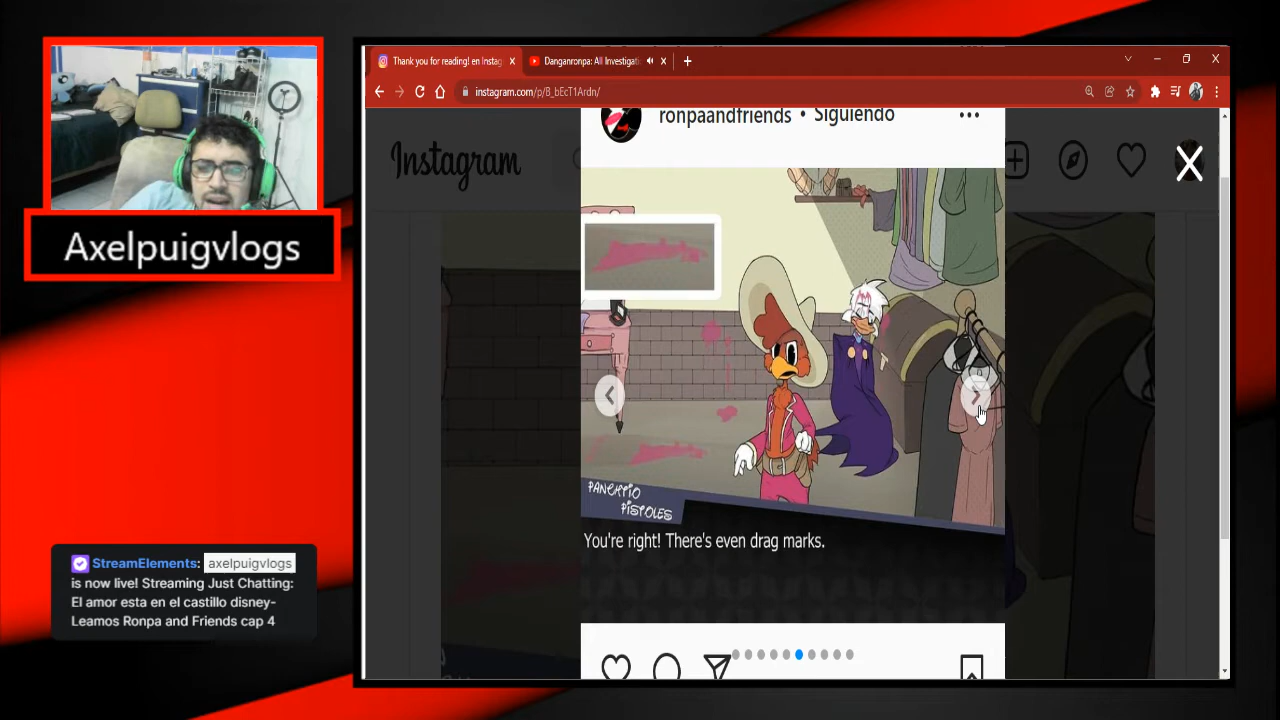 Thank you for reading! en Instag
Danganronpa: All Investigati
instagram.com/p/B_bEcT1Ardn/
ronpaandfriends • Siguiendo
Instagram
Axelpuigvlogs
PANCHITO
PISTOLES
You're right! There's even drag marks.
StreamElements: axelpuigvlogs
is now live! Streaming Just Chatting:
El amor esta en el castillo disney-
Leamos Ronpa and Friends cap 4